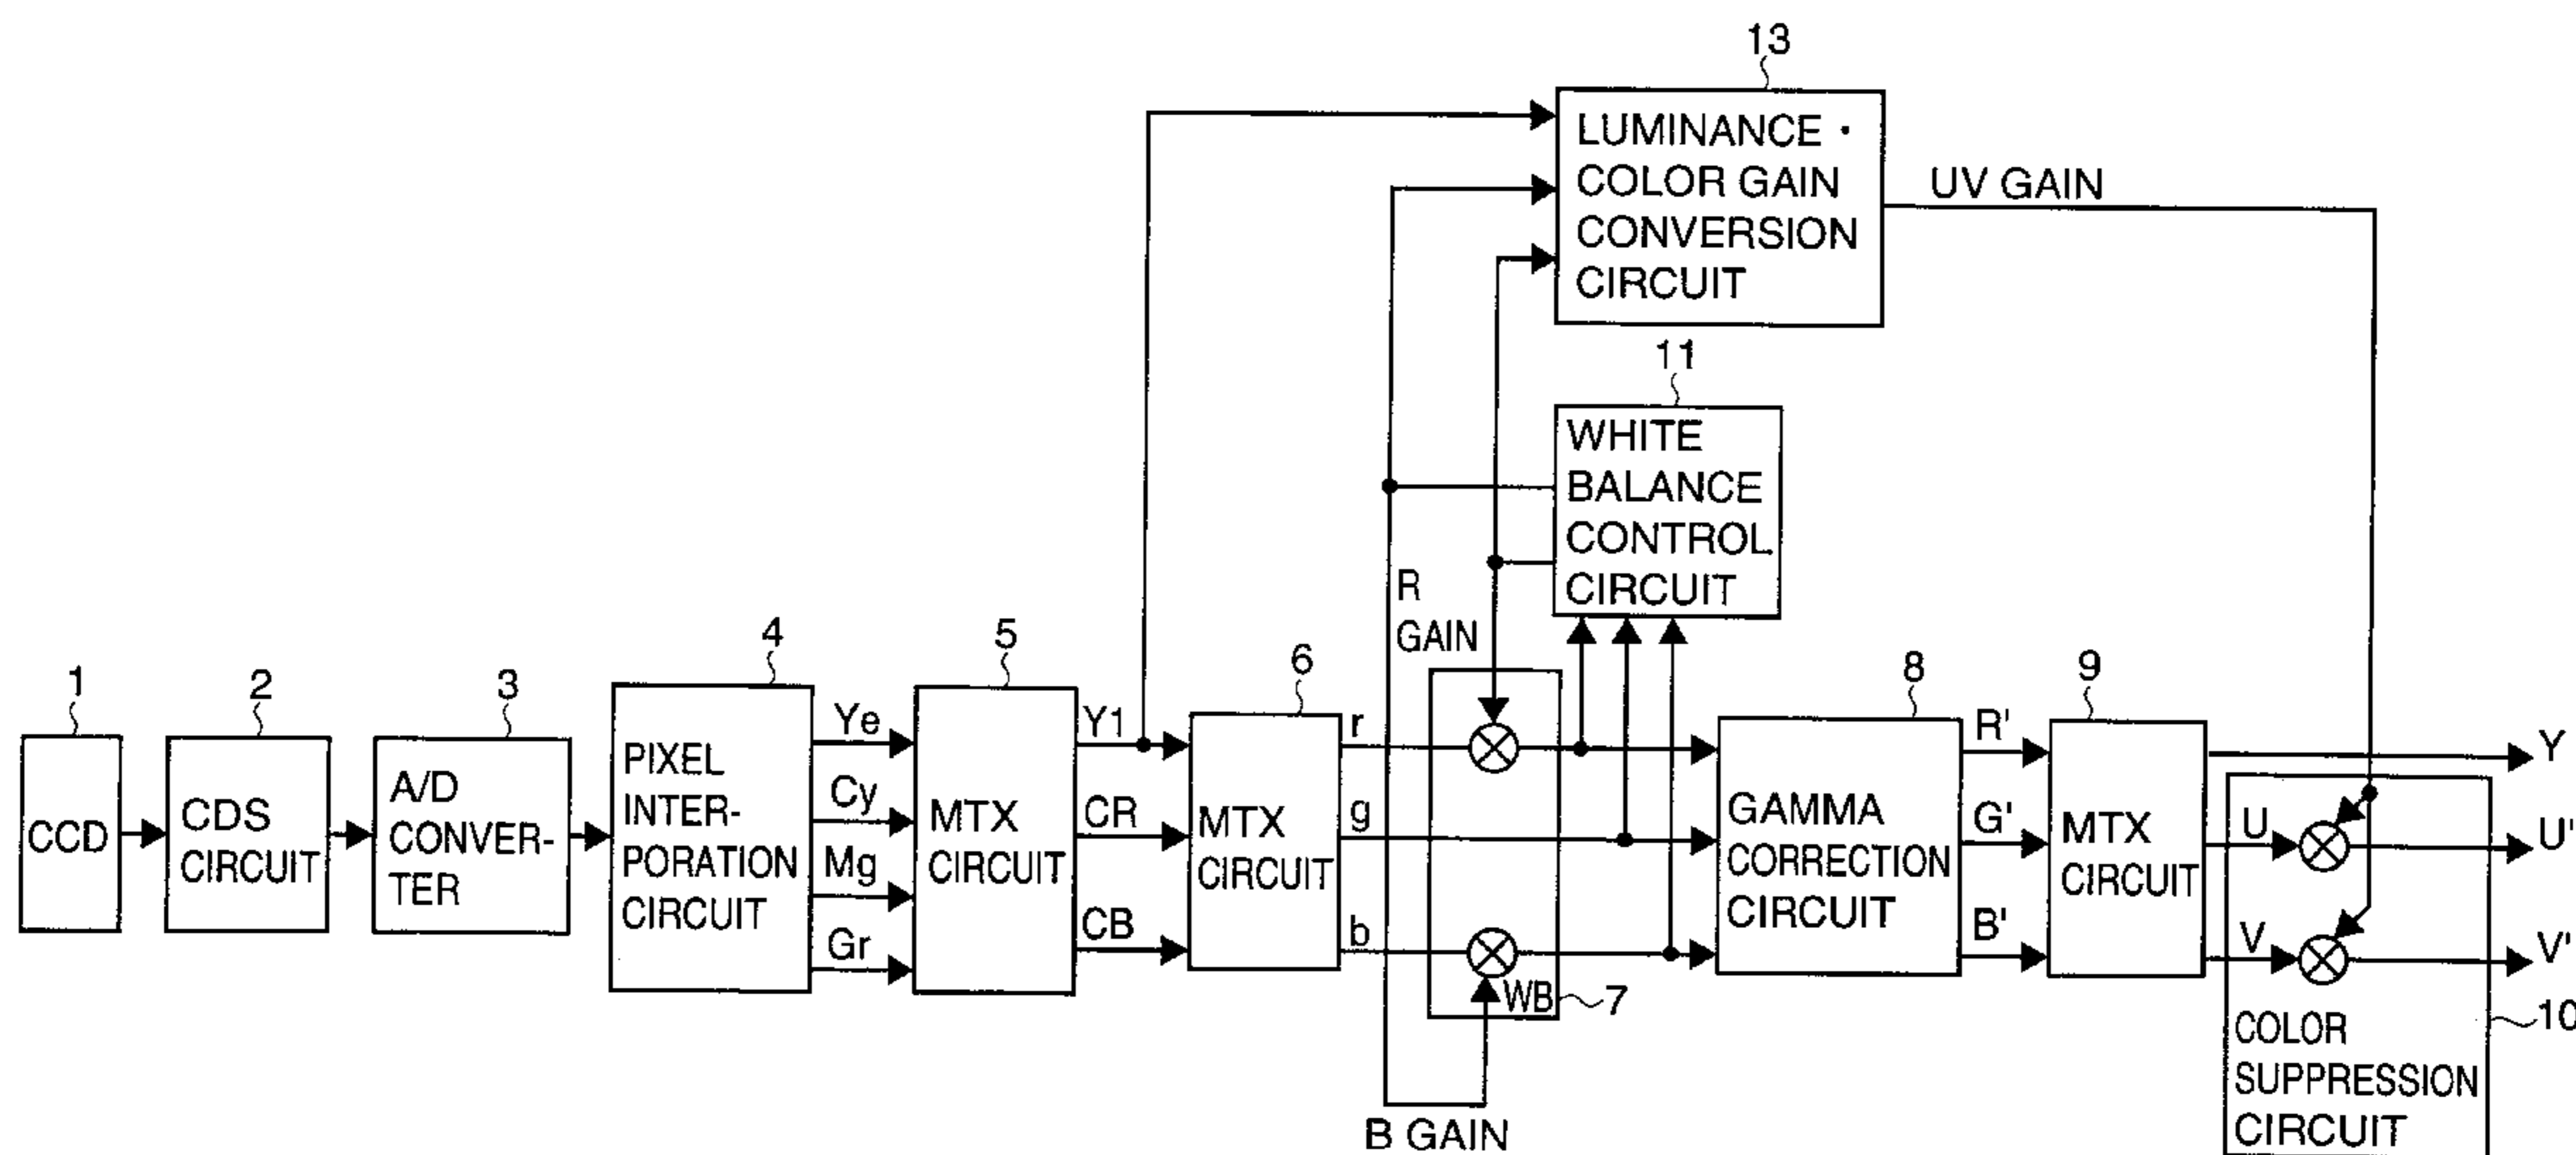 13
LUMINANCE ·
COLOR GAIN
CONVERSION
CIRCUIT
UV GAIN
11
WHITE
BALANCE
CONTROL
CIRCUIT
R
GAIN
1
CCD
2
CDS
CIRCUIT
3
A/D
CONVER-
TER
4
PIXEL
INTER-
PORATION
CIRCUIT
Ye
Cy
Mg
Gr
5
MTX
CIRCUIT
Y1
CR
CB
6
MTX
CIRCUIT
r
g
b
WB
7
B GAIN
8
GAMMA
CORRECTION
CIRCUIT
R'
G'
B'
9
MTX
CIRCUIT
U
V
Y
U'
V'
10
COLOR
SUPPRESSION
CIRCUIT